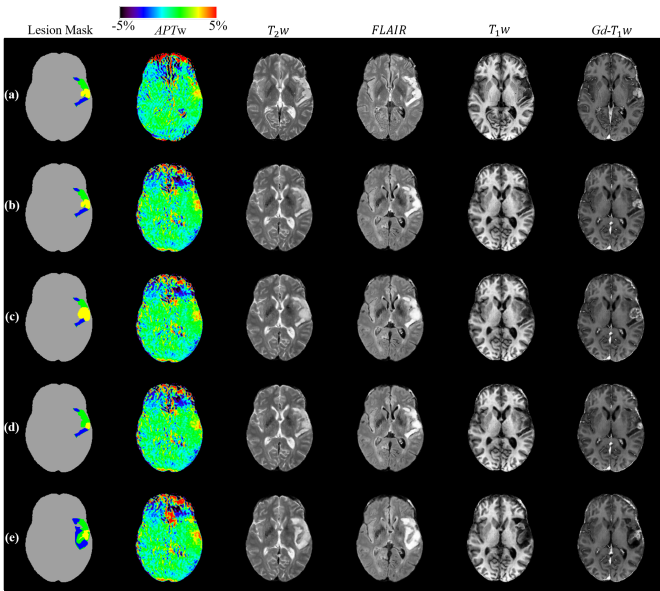 -5% 5%
Lesion Mask APTw T₂w FLAIR T₁w Gd-T₁w
(a)
(b)
(c)
(d)
(e)